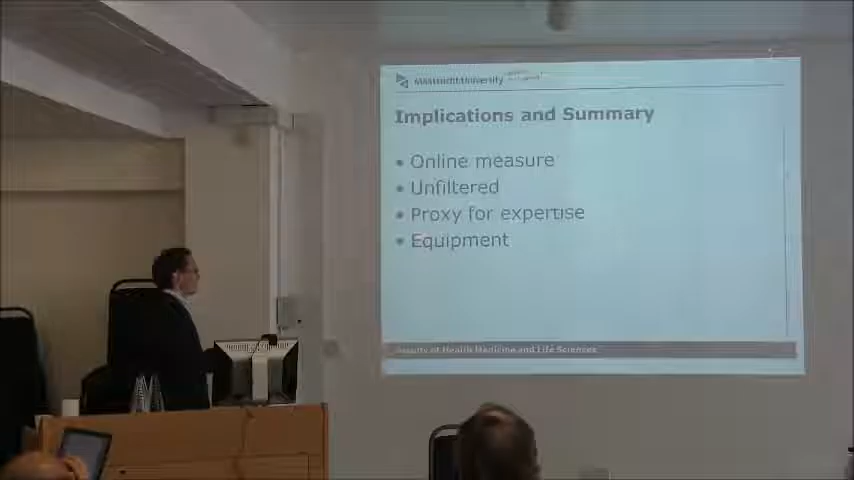 Maastricht University
Implications and Summary
• Online measure
• Unfiltered
• Proxy for expertise
• Equipment
Faculty of Health Medicine and Life Sciences